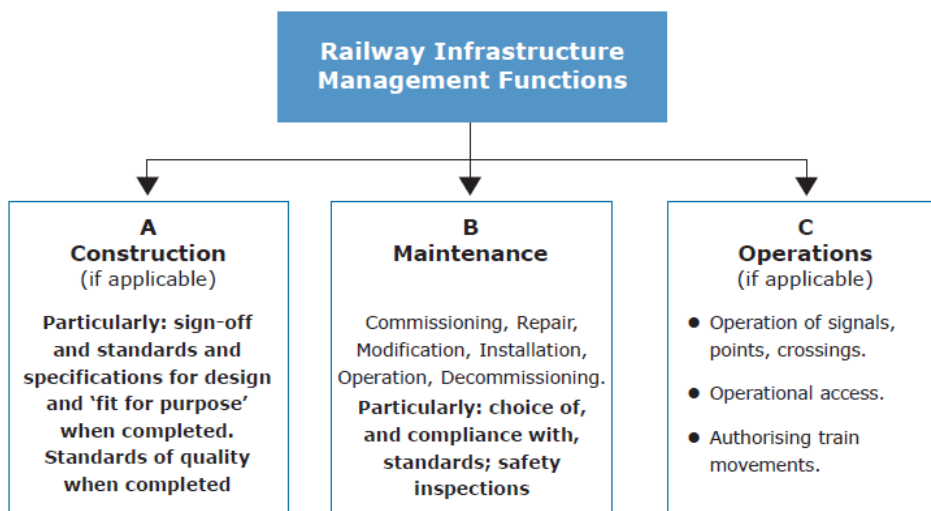 Railway Infrastructure
Management Functions
A
Construction
(if applicable)
Particularly: sign-off
and standards and
specifications for design
and ‘fit for purpose’
when completed.
Standards of quality
when completed
B
Maintenance
Commissioning, Repair,
Modification, Installation,
Operation, Decommissioning.
Particularly: choice of,
and compliance with,
standards; safety
inspections
C
Operations
(if applicable)
● Operation of signals,
points, crossings.
● Operational access.
● Authorising train
movements.